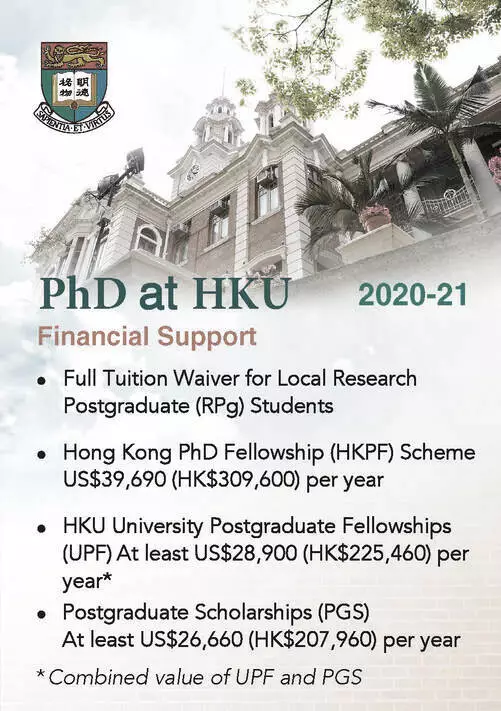 明德
格物
SAPIENTIA·ET·VIRTUS
PhD at HKU 2020-21
Financial Support
• Full Tuition Waiver for Local Research
Postgraduate (RPg) Students
• Hong Kong PhD Fellowship (HKPF) Scheme
US$39,690 (HK$309,600) per year
• HKU University Postgraduate Fellowships
(UPF) At least US$28,900 (HK$225,460) per
year*
• Postgraduate Scholarships (PGS)
At least US$26,660 (HK$207,960) per year
*Combined value of UPF and PGS